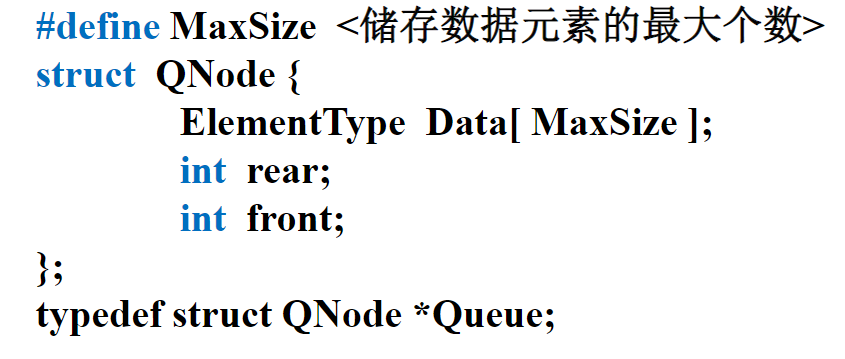 #define MaxSize <储存数据元素的最大个数>
struct QNode {
ElementType Data[ MaxSize ];
int rear;
int front;
};
typedef struct QNode *Queue;